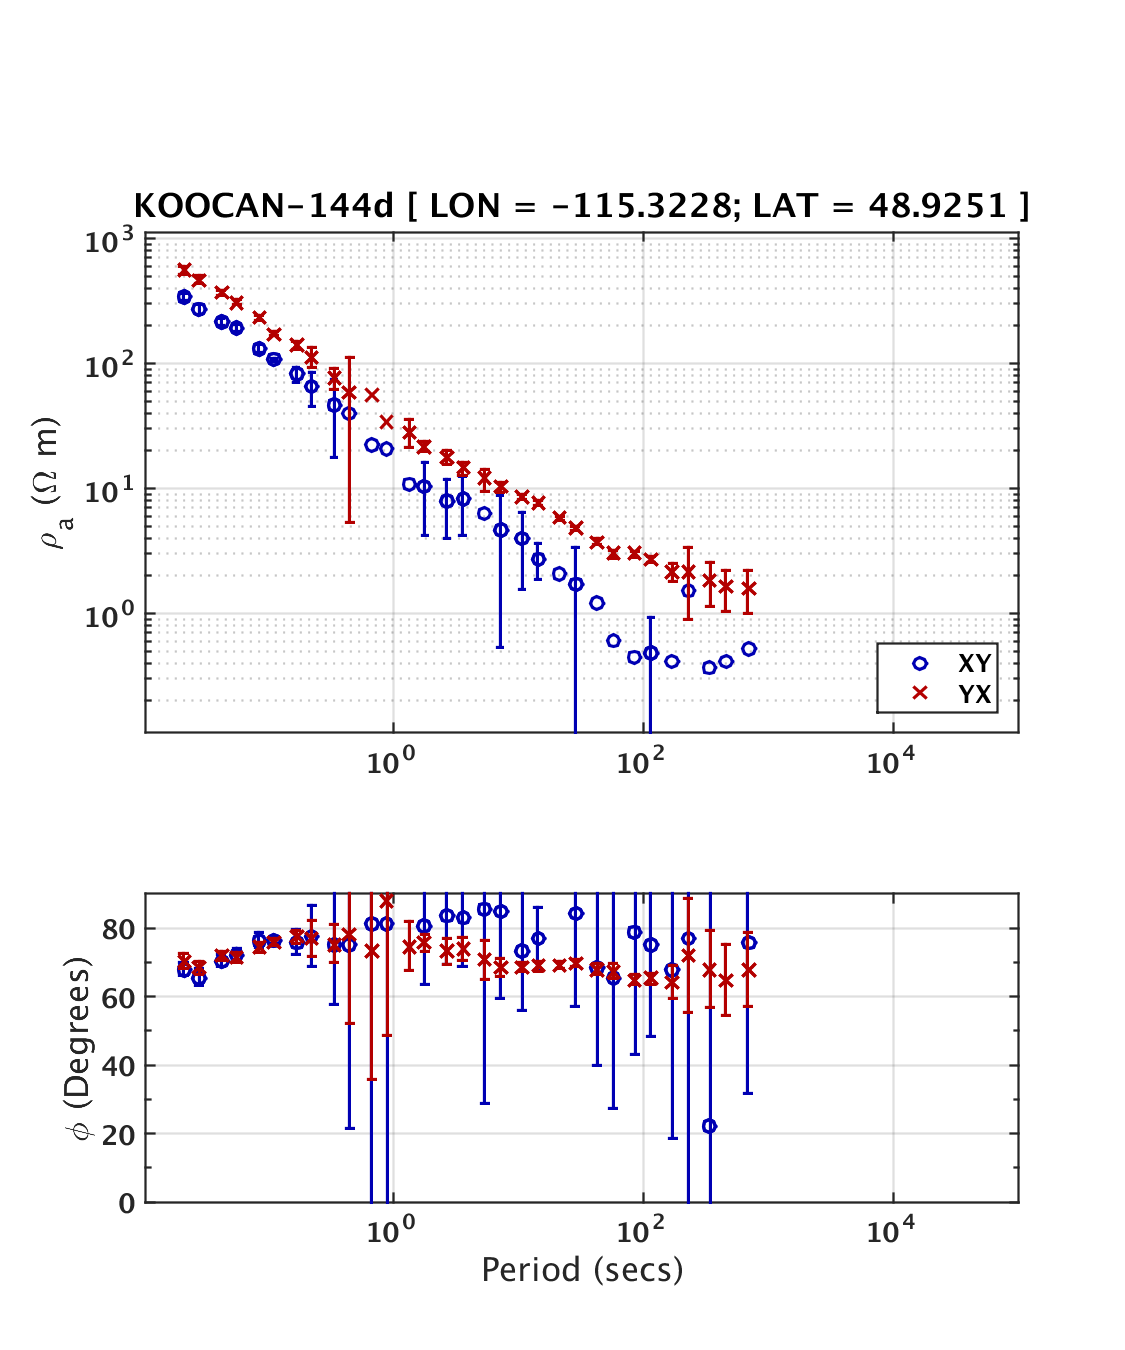 KOOCAN-144d [ LON = -115.3228; LAT = 48.9251 ]
10³
10²
10¹
10⁰
ρₐ (Ω m)
XY
YX
10⁰ 10² 10⁴
80
60
40
20
0
ϕ (Degrees)
10⁰ 10² 10⁴
Period (secs)